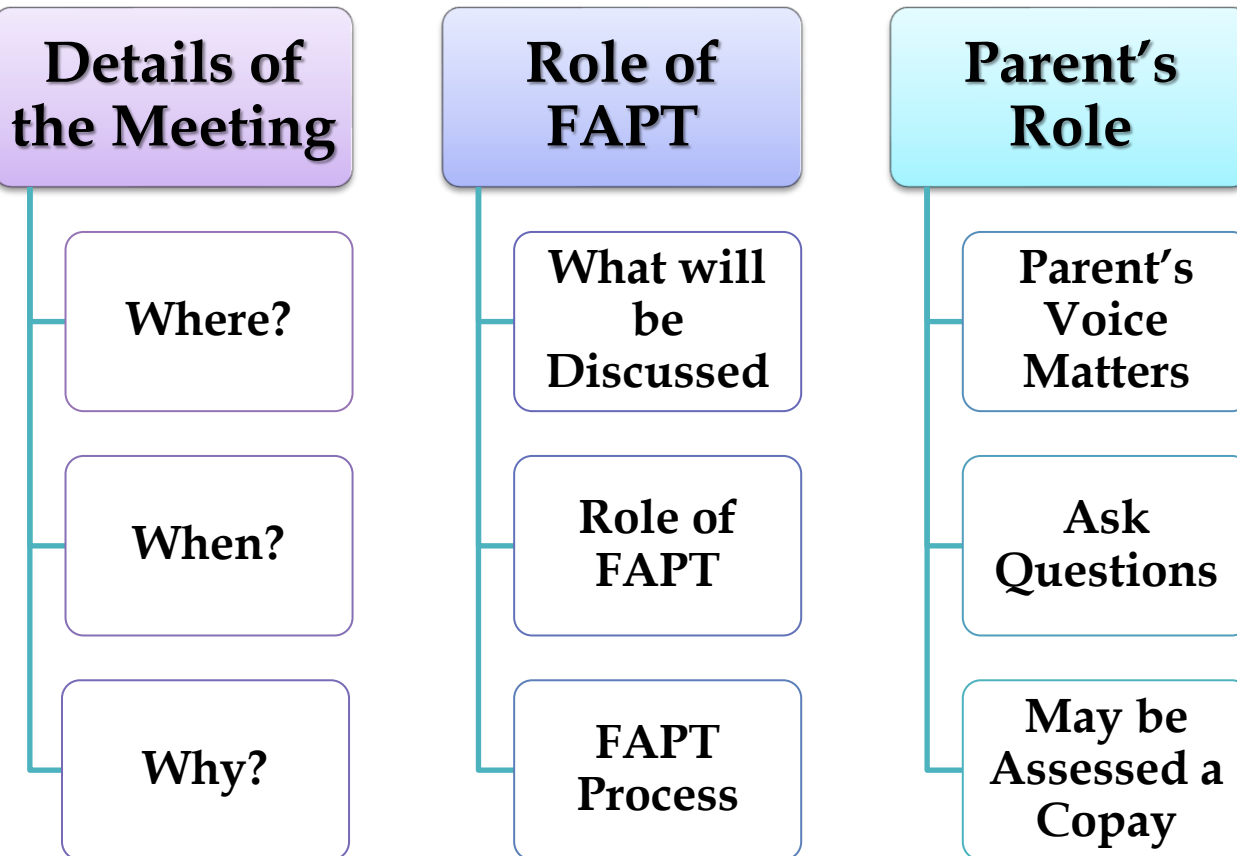 Details of
the Meeting
Where?
When?
Why?
Role of
FAPT
What will
be
Discussed
Role of
FAPT
FAPT
Process
Parent’s
Role
Parent’s
Voice
Matters
Ask
Questions
May be
Assessed a
Copay